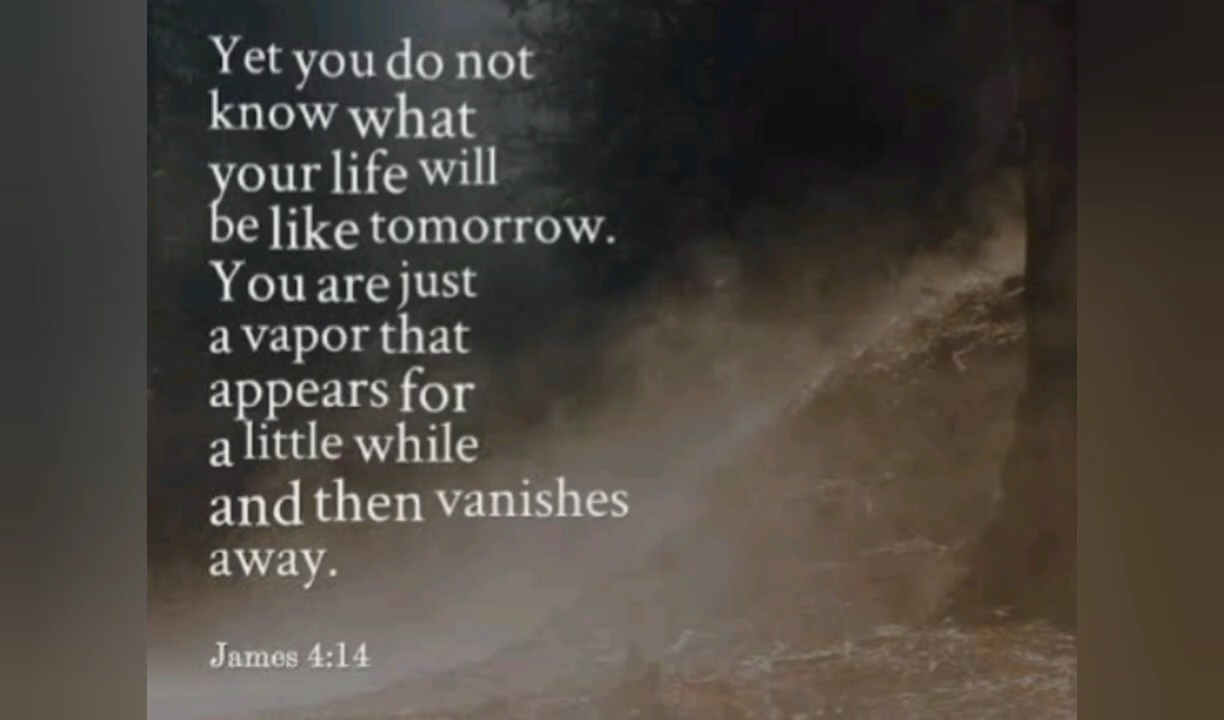 Yet you do not
know what
your life will
be like tomorrow.
You are just
a vapor that
appears for
a little while
and then vanishes
away.
James 4:14